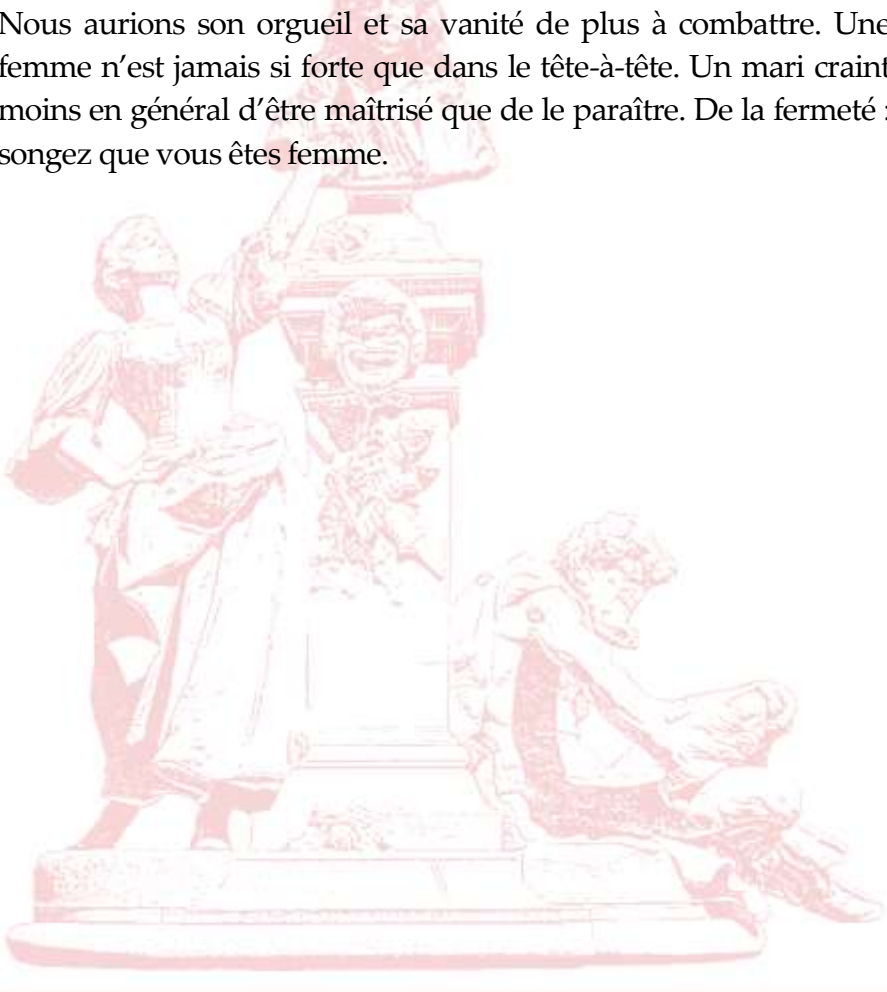 Nous aurions son orgueil et sa vanité de plus à combattre. Une
femme n’est jamais si forte que dans le tête-à-tête. Un mari craint
moins en général d’être maîtrisé que de le paraître. De la fermeté :
songez que vous êtes femme.